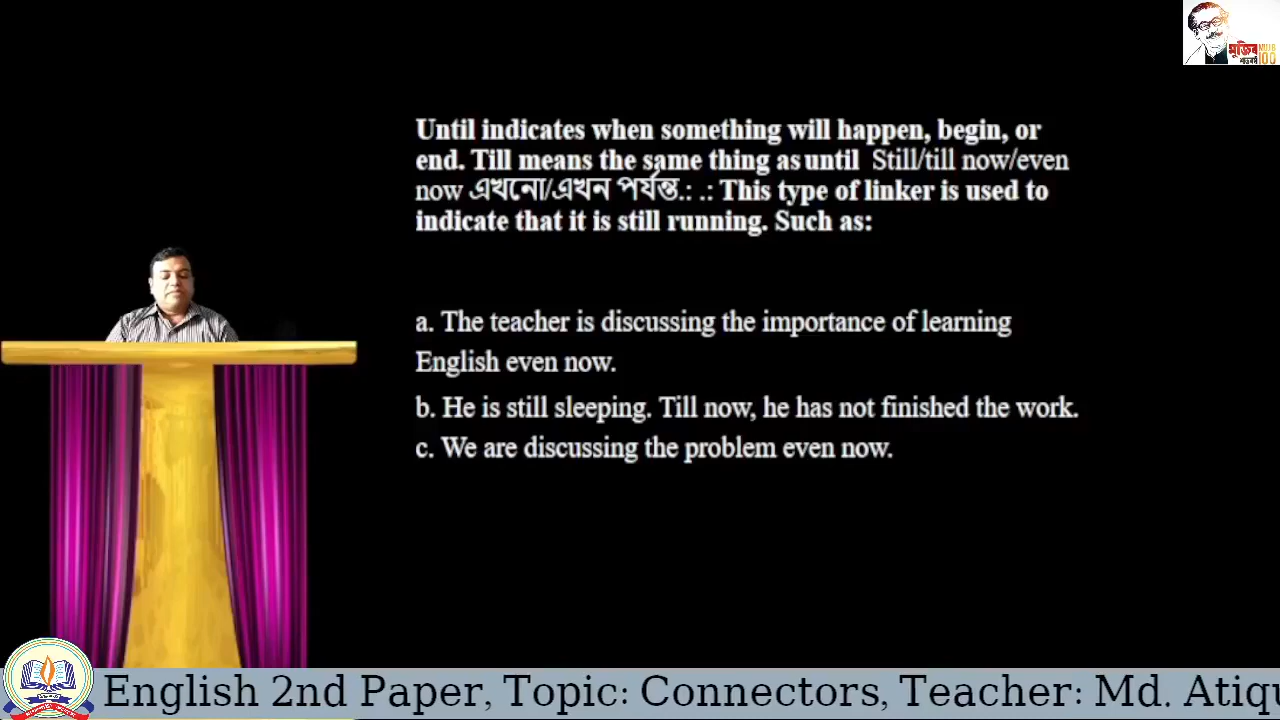 মুজিব
শতবর্ষ
100
Until indicates when something will happen, begin, or
end. Till means the same thing as until Still/till now/even
now এখনো/এখন পর্যন্ত.: .: This type of linker is used to
indicate that it is still running. Such as:
a. The teacher is discussing the importance of learning
English even now.
b. He is still sleeping. Till now, he has not finished the work.
c. We are discussing the problem even now.
English 2nd Paper, Topic: Connectors, Teacher: Md. Atiqu